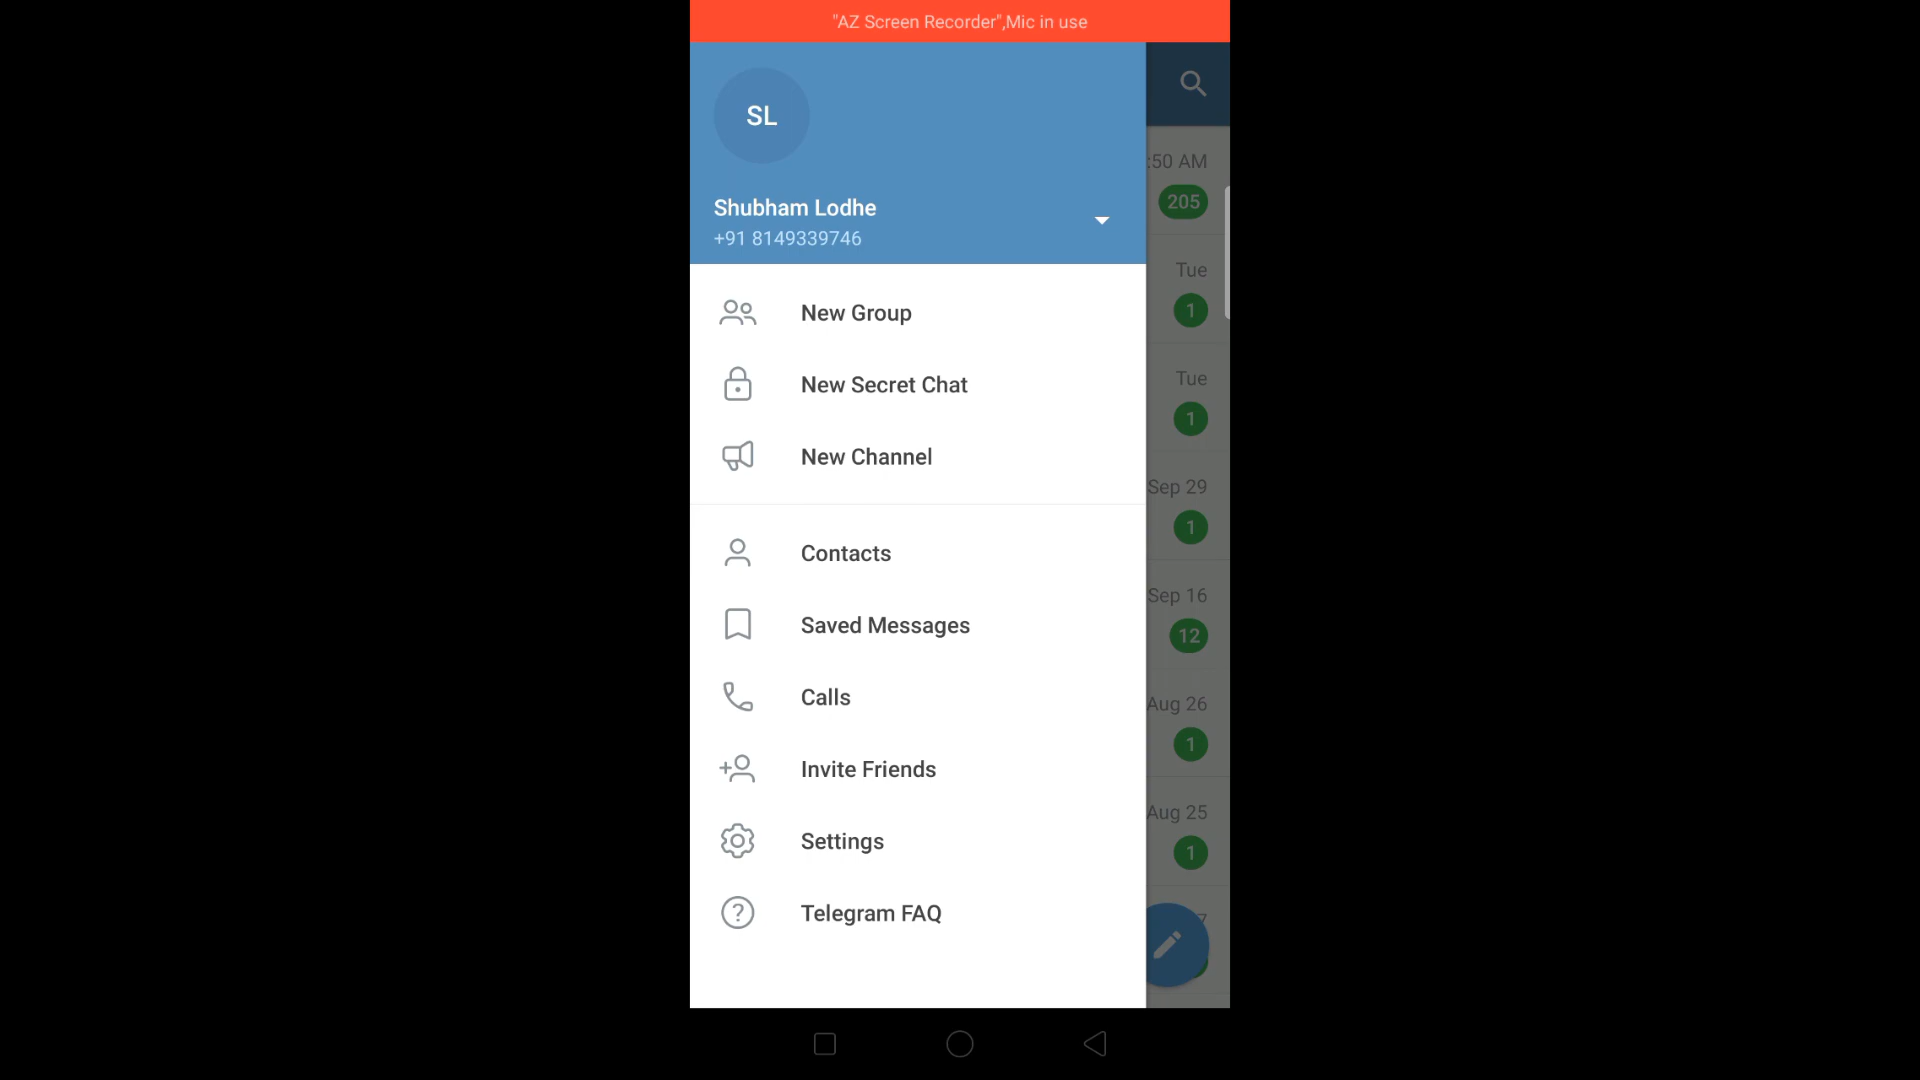 "AZ Screen Recorder",Mic in use
SL
Shubham Lodhe
+91 8149339746
New Group
New Secret Chat
New Channel
Contacts
Saved Messages
Calls
Invite Friends
Settings
Telegram FAQ
:50 AM
205
Tue
1
Tue
1
Sep 29
1
Sep 16
12
Aug 26
1
Aug 25
1
7